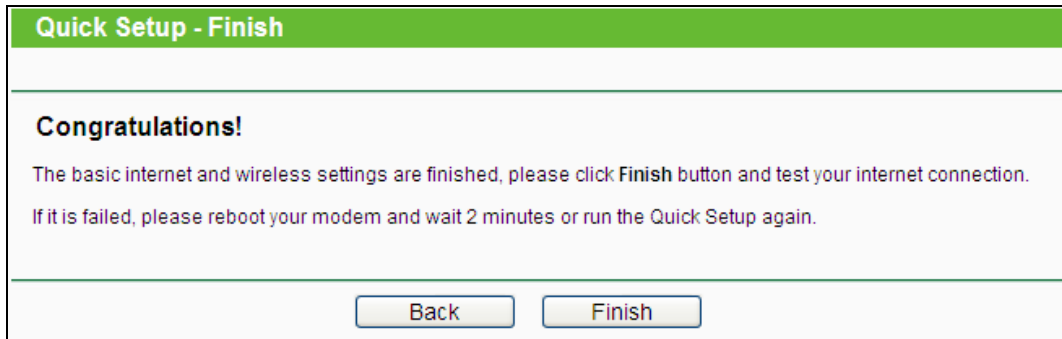 Quick Setup - Finish
Congratulations!
The basic internet and wireless settings are finished, please click Finish button and test your internet connection.
If it is failed, please reboot your modem and wait 2 minutes or run the Quick Setup again.
Back Finish